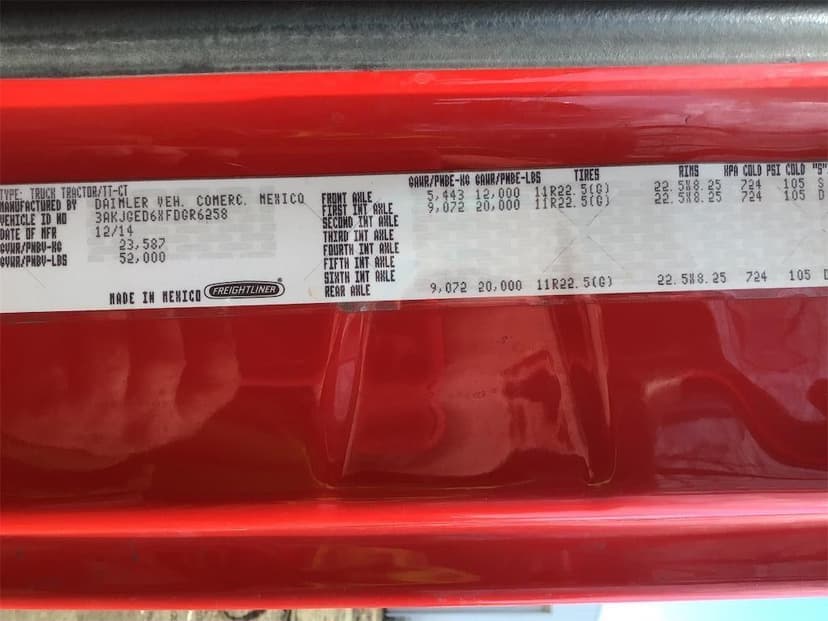 TYPE: TRUCK TRACTOR/TT-CT
MANUFACTURED BY DAIMLER VEH. COMERC. MEXICO
VEHICLE ID NO 3AKJGED6XFDGR6258
DATE OF MFR 12/14
GVWR/PNBV-KG 23,587
GVWR/PNBV-LBS 52,000
MADE IN MEXICO FREIGHTLINER
GAWR/PNBE-KG GAWR/PNBE-LBS TIRES RIMS KPA COLD PSI COLD "S"
FRONT AXLE 5,443 12,000 11R22.5(G) 22.5X8.25 724 105 S
FIRST INT AXLE 9,072 20,000 11R22.5(G) 22.5X8.25 724 105 D
SECOND INT AXLE
THIRD INT AXLE
FOURTH INT AXLE
FIFTH INT AXLE
SIXTH INT AXLE
REAR AXLE 9,072 20,000 11R22.5(G) 22.5X8.25 724 105 D